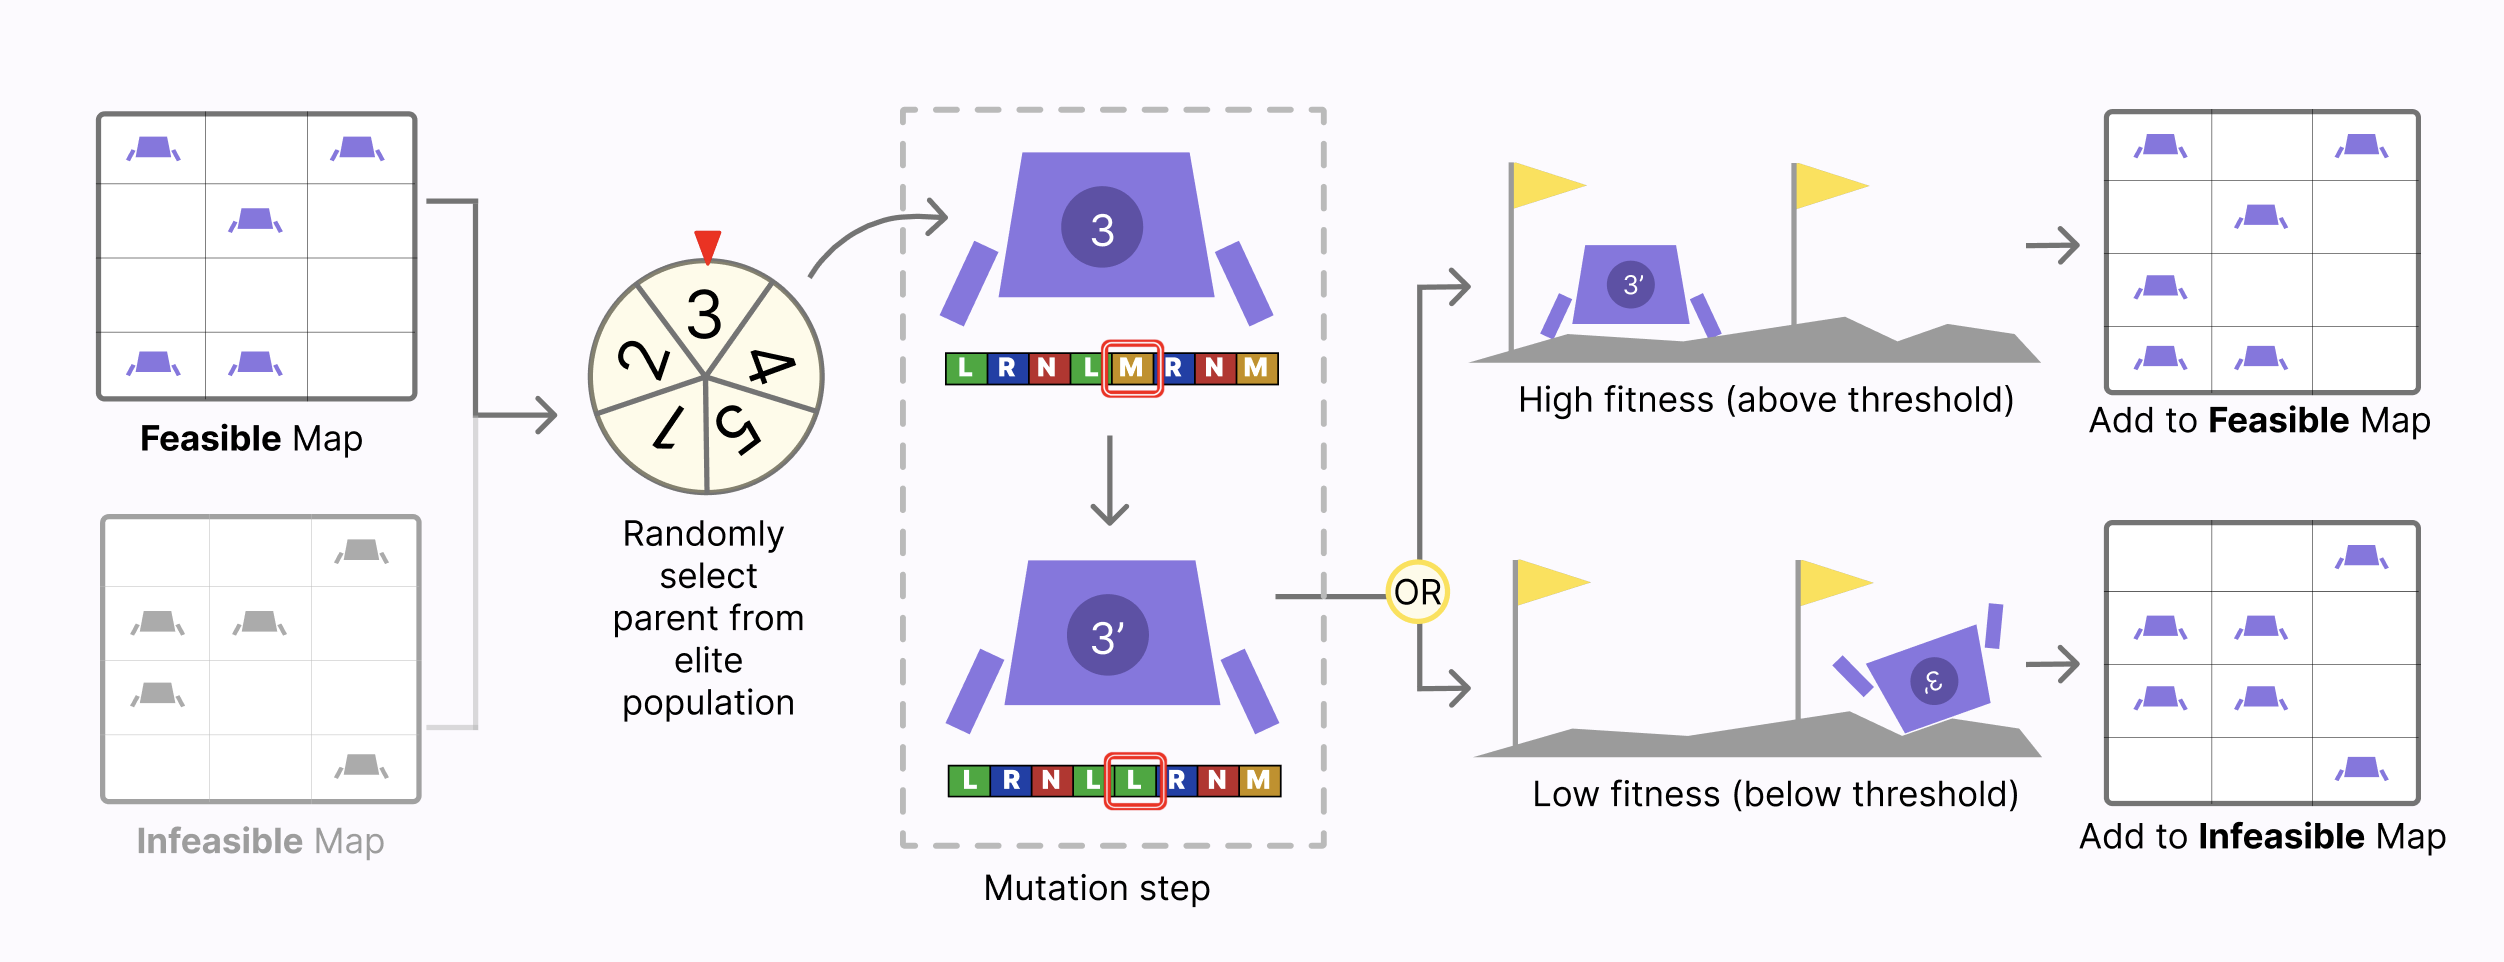 Feasible Map
Infeasible Map
3
4
5
1
2
Randomly
select
parent from
elite
population
3
L R N L M R N M
3’
L R N L L R N M
Mutation step
OR
3’
High fitness (above threshold)
3’
Low fitness (below threshold)
Add to Feasible Map
Add to Infeasible Map